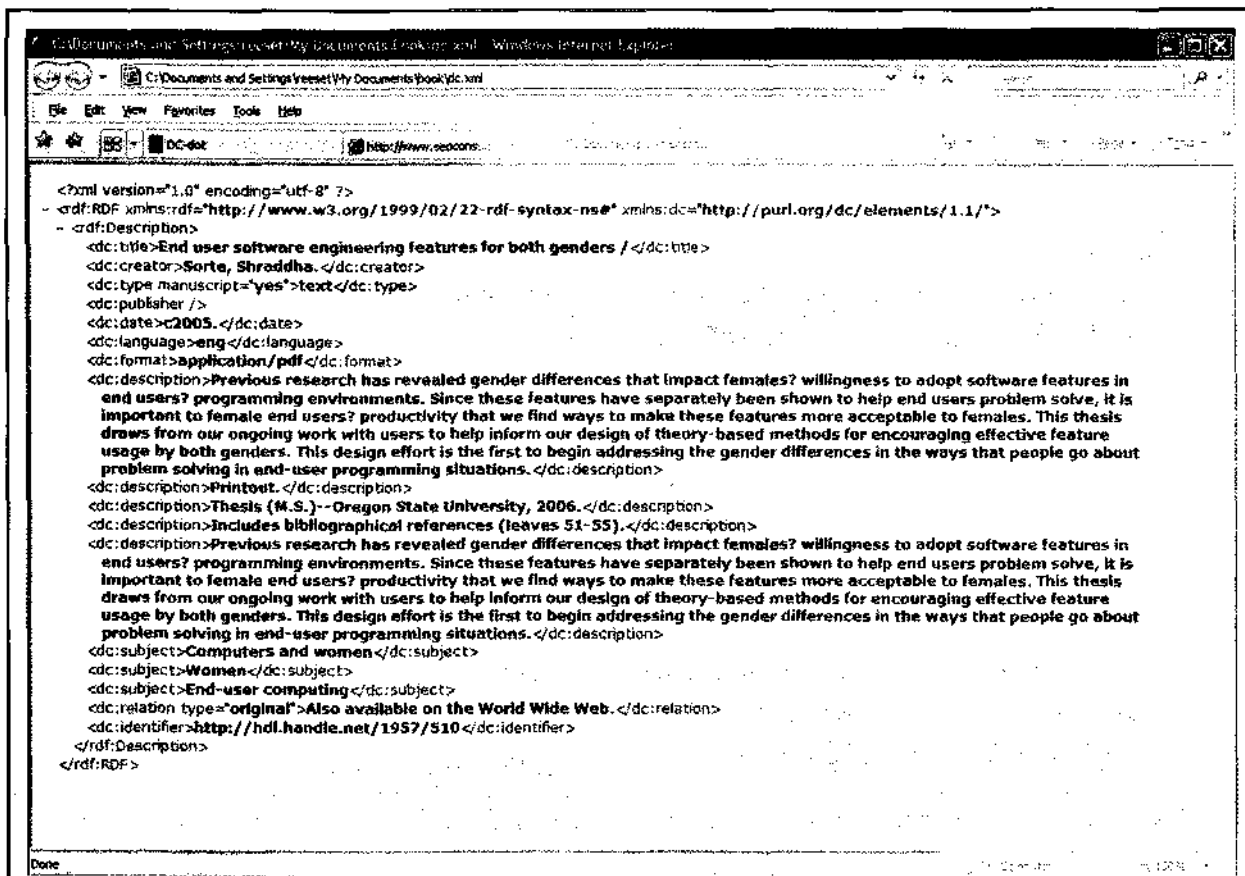 C:\Documents and Settings\reeset\My Documents\book\dc.xml - Windows Internet Explorer
C:\Documents and Settings\reeset\My Documents\book\dc.xml
File Edit View Favorites Tools Help
DC-dot http://www.seocons...
<?xml version="1.0" encoding="utf-8" ?>
- <rdf:RDF xmlns:rdf="http://www.w3.org/1999/02/22-rdf-syntax-ns#" xmlns:dc="http://purl.org/dc/elements/1.1/">
- <rdf:Description>
<dc:title>End user software engineering features for both genders /</dc:title>
<dc:creator>Sorte, Shraddha.</dc:creator>
<dc:type manuscript="yes">text</dc:type>
<dc:publisher />
<dc:date>c2005.</dc:date>
<dc:language>eng</dc:language>
<dc:format>application/pdf</dc:format>
<dc:description>Previous research has revealed gender differences that impact females? willingness to adopt software features in
end users? programming environments. Since these features have separately been shown to help end users problem solve, it is
important to female end users? productivity that we find ways to make these features more acceptable to females. This thesis
draws from our ongoing work with users to help inform our design of theory-based methods for encouraging effective feature
usage by both genders. This design effort is the first to begin addressing the gender differences in the ways that people go about
problem solving in end-user programming situations.</dc:description>
<dc:description>Printout.</dc:description>
<dc:description>Thesis (M.S.)--Oregon State University, 2006.</dc:description>
<dc:description>Includes bibliographical references (leaves 51-55).</dc:description>
<dc:description>Previous research has revealed gender differences that impact females? willingness to adopt software features in
end users? programming environments. Since these features have separately been shown to help end users problem solve, it is
important to female end users? productivity that we find ways to make these features more acceptable to females. This thesis
draws from our ongoing work with users to help inform our design of theory-based methods for encouraging effective feature
usage by both genders. This design effort is the first to begin addressing the gender differences in the ways that people go about
problem solving in end-user programming situations.</dc:description>
<dc:subject>Computers and women</dc:subject>
<dc:subject>Women</dc:subject>
<dc:subject>End-user computing</dc:subject>
<dc:relation type="original">Also available on the World Wide Web.</dc:relation>
<dc:identifier>http://hdl.handle.net/1957/510</dc:identifier>
</rdf:Description>
</rdf:RDF>
Done